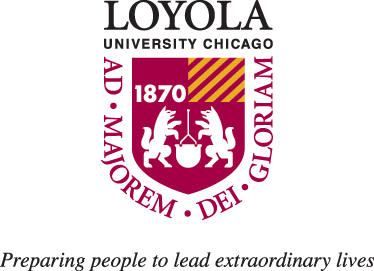 LOYOLA
UNIVERSITY CHICAGO
1870
AD • MAJOREM • DEI • GLORIAM
Preparing people to lead extraordinary lives